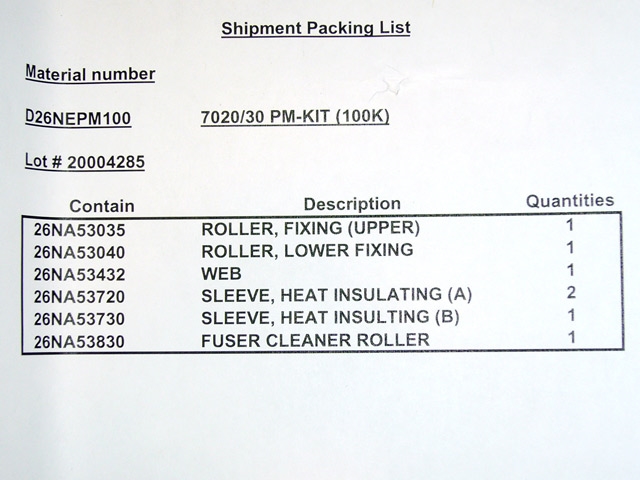 Shipment Packing List
Material number
D26NEPM100 7020/30 PM-KIT (100K)
Lot # 20004285
Contain Description Quantities
26NA53035 ROLLER, FIXING (UPPER) 1
26NA53040 ROLLER, LOWER FIXING 1
26NA53432 WEB 1
26NA53720 SLEEVE, HEAT INSULATING (A) 2
26NA53730 SLEEVE, HEAT INSULTING (B) 1
26NA53830 FUSER CLEANER ROLLER 1